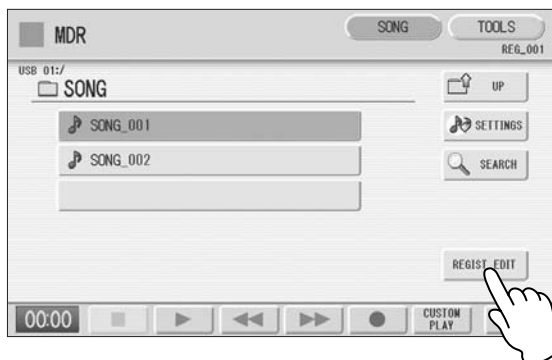 MDR
SONG
TOOLS
REG_001
USB 01:/
SONG
UP
SONG_001
SETTINGS
SONG_002
SEARCH
REGIST EDIT
00:00
CUSTOM
PLAY